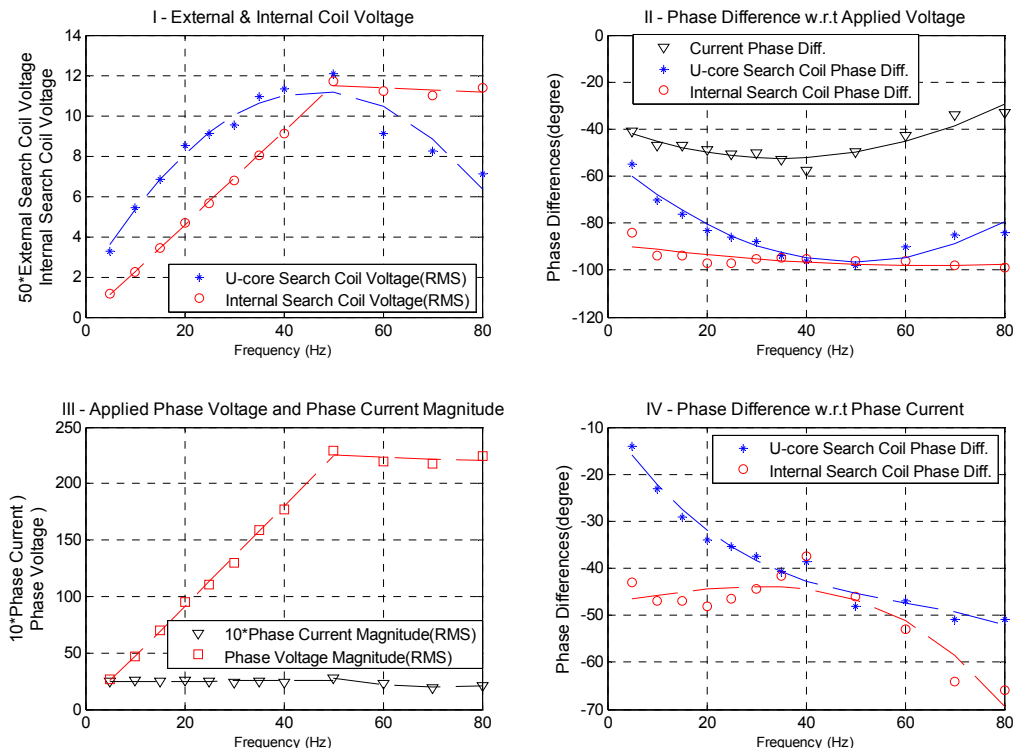 I - External & Internal Coil Voltage
50*External Search Coil Voltage
Internal Search Coil Voltage
14
12
10
8
6
4
2
0
U-core Search Coil Voltage(RMS)
Internal Search Coil Voltage(RMS)
0
20
40
60
80
Frequency (Hz)
II - Phase Difference w.r.t Applied Voltage
Phase Differences(degree)
0
-20
-40
-60
-80
-100
-120
Current Phase Diff.
U-core Search Coil Phase Diff.
Internal Search Coil Phase Diff.
0
20
40
60
80
Frequency (Hz)
III - Applied Phase Voltage and Phase Current Magnitude
10*Phase Current )
Phase Voltage )
250
200
150
100
50
0
10*Phase Current Magnitude(RMS)
Phase Voltage Magnitude(RMS)
0
20
40
60
80
Frequency (Hz)
IV - Phase Difference w.r.t Phase Current
Phase Differences(degree)
-10
-20
-30
-40
-50
-60
-70
U-core Search Coil Phase Diff.
Internal Search Coil Phase Diff.
0
20
40
60
80
Frequency (Hz)